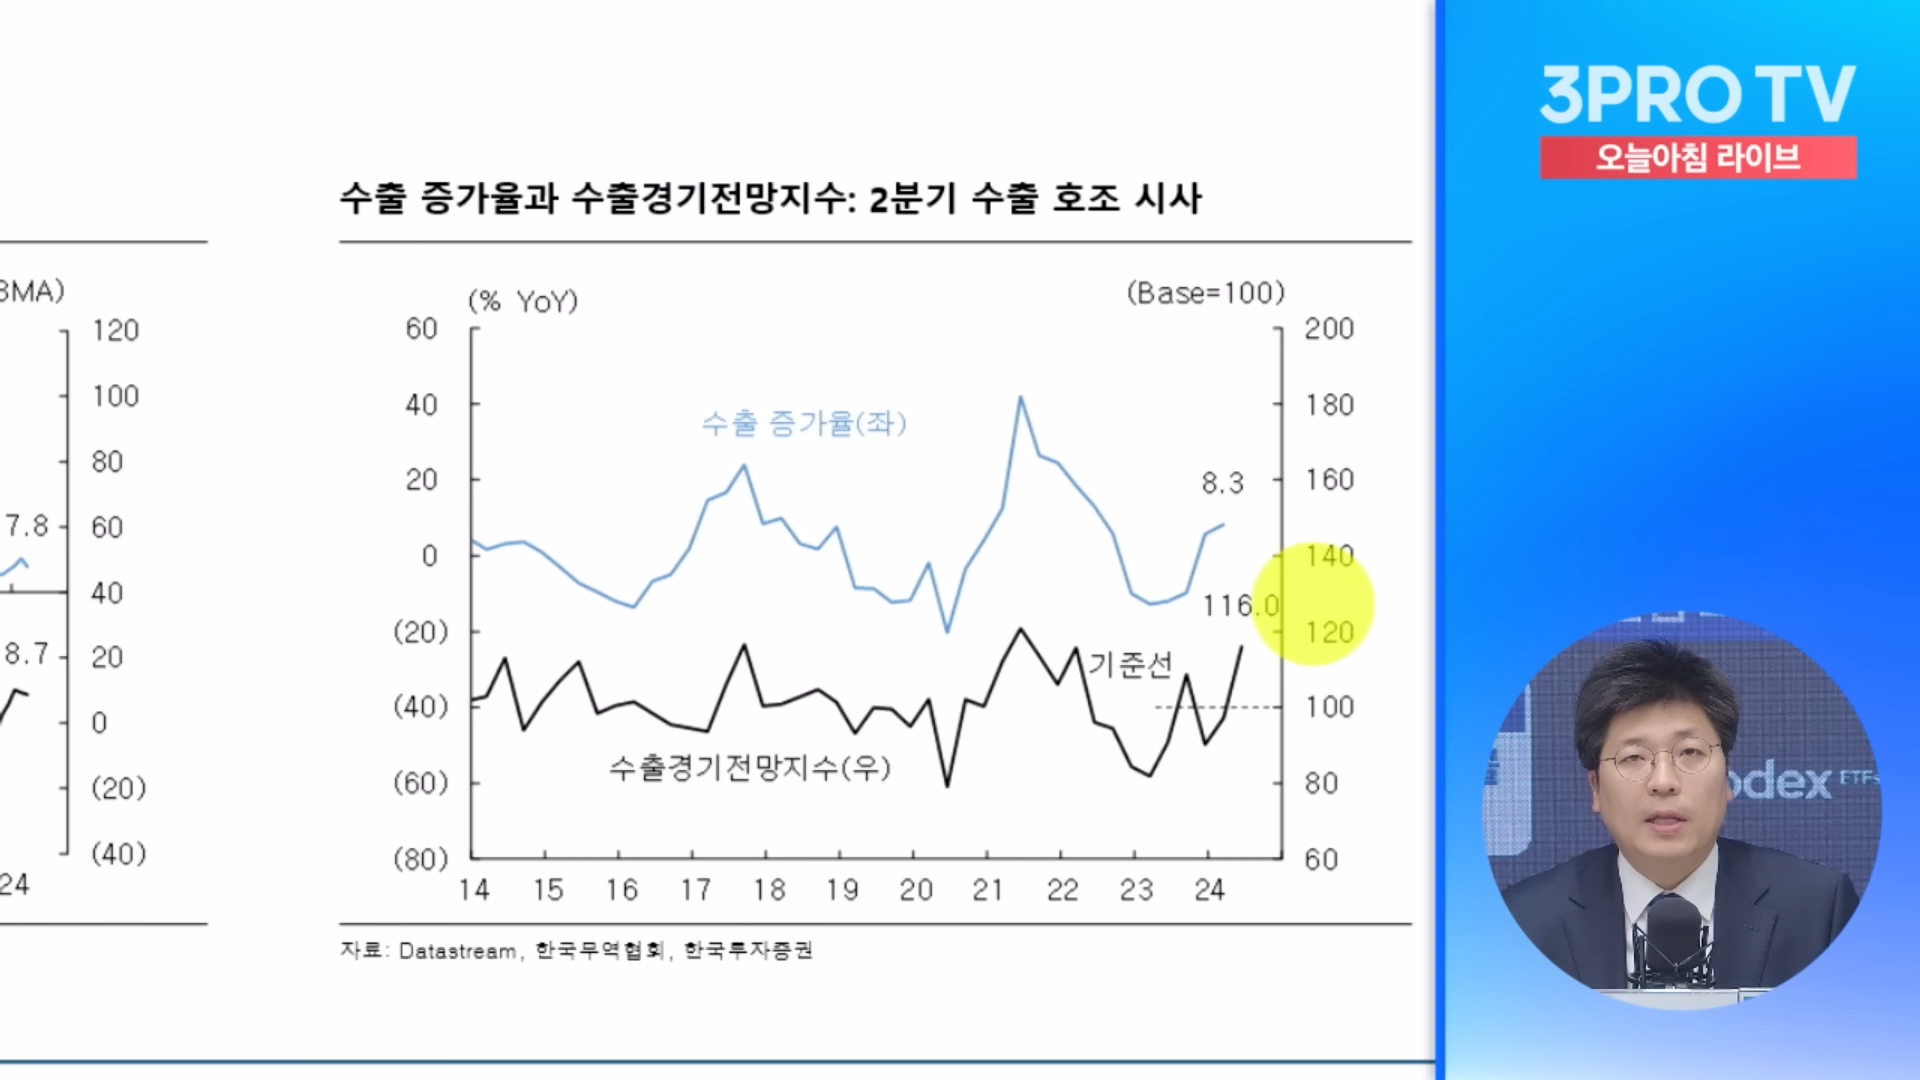 수출 증가율과 수출경기전망지수: 2분기 수출 호조 시사
3MA)
120
100
80
60
40
20
0
(20)
(40)
7.8
8.7
24
(% YoY)
(Base=100)
60
40
20
0
(20)
(40)
(60)
(80)
200
180
160
140
120
100
80
60
수출 증가율(좌)
8.3
116.0
기준선
수출경기전망지수(우)
14 15 16 17 18 19 20 21 22 23 24
자료: Datastream, 한국무역협회, 한국투자증권
3PRO TV
오늘아침 라이브
odex ETFs